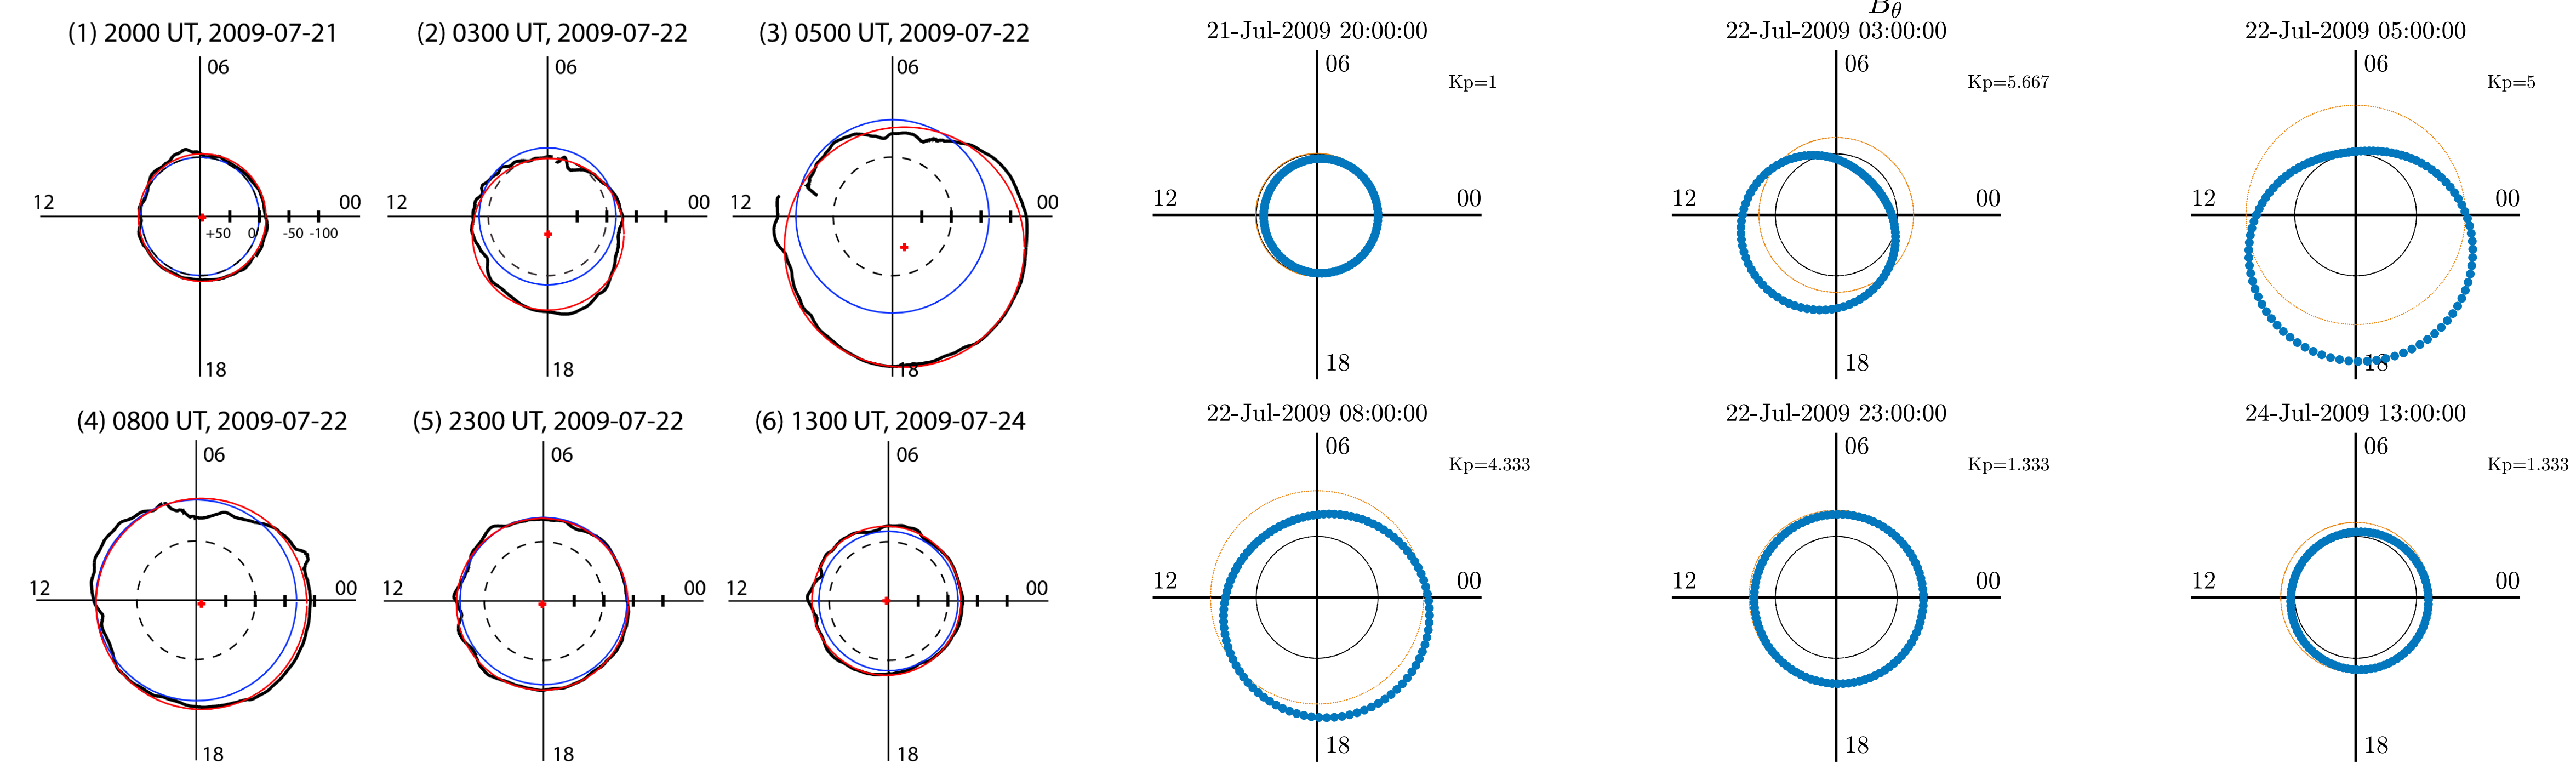 B_θ
(1) 2000 UT, 2009-07-21
(2) 0300 UT, 2009-07-22
(3) 0500 UT, 2009-07-22
21-Jul-2009 20:00:00
22-Jul-2009 03:00:00
22-Jul-2009 05:00:00
06
06
06
06
Kp=1
06
Kp=5.667
06
Kp=5
12
00
12
00
12
00
12
00
12
00
12
00
+50 0 -50 -100
18
18
18
18
18
18
(4) 0800 UT, 2009-07-22
(5) 2300 UT, 2009-07-22
(6) 1300 UT, 2009-07-24
22-Jul-2009 08:00:00
22-Jul-2009 23:00:00
24-Jul-2009 13:00:00
06
06
06
06
Kp=4.333
06
Kp=1.333
06
Kp=1.333
12
00
12
00
12
00
12
00
12
00
12
00
18
18
18
18
18
18